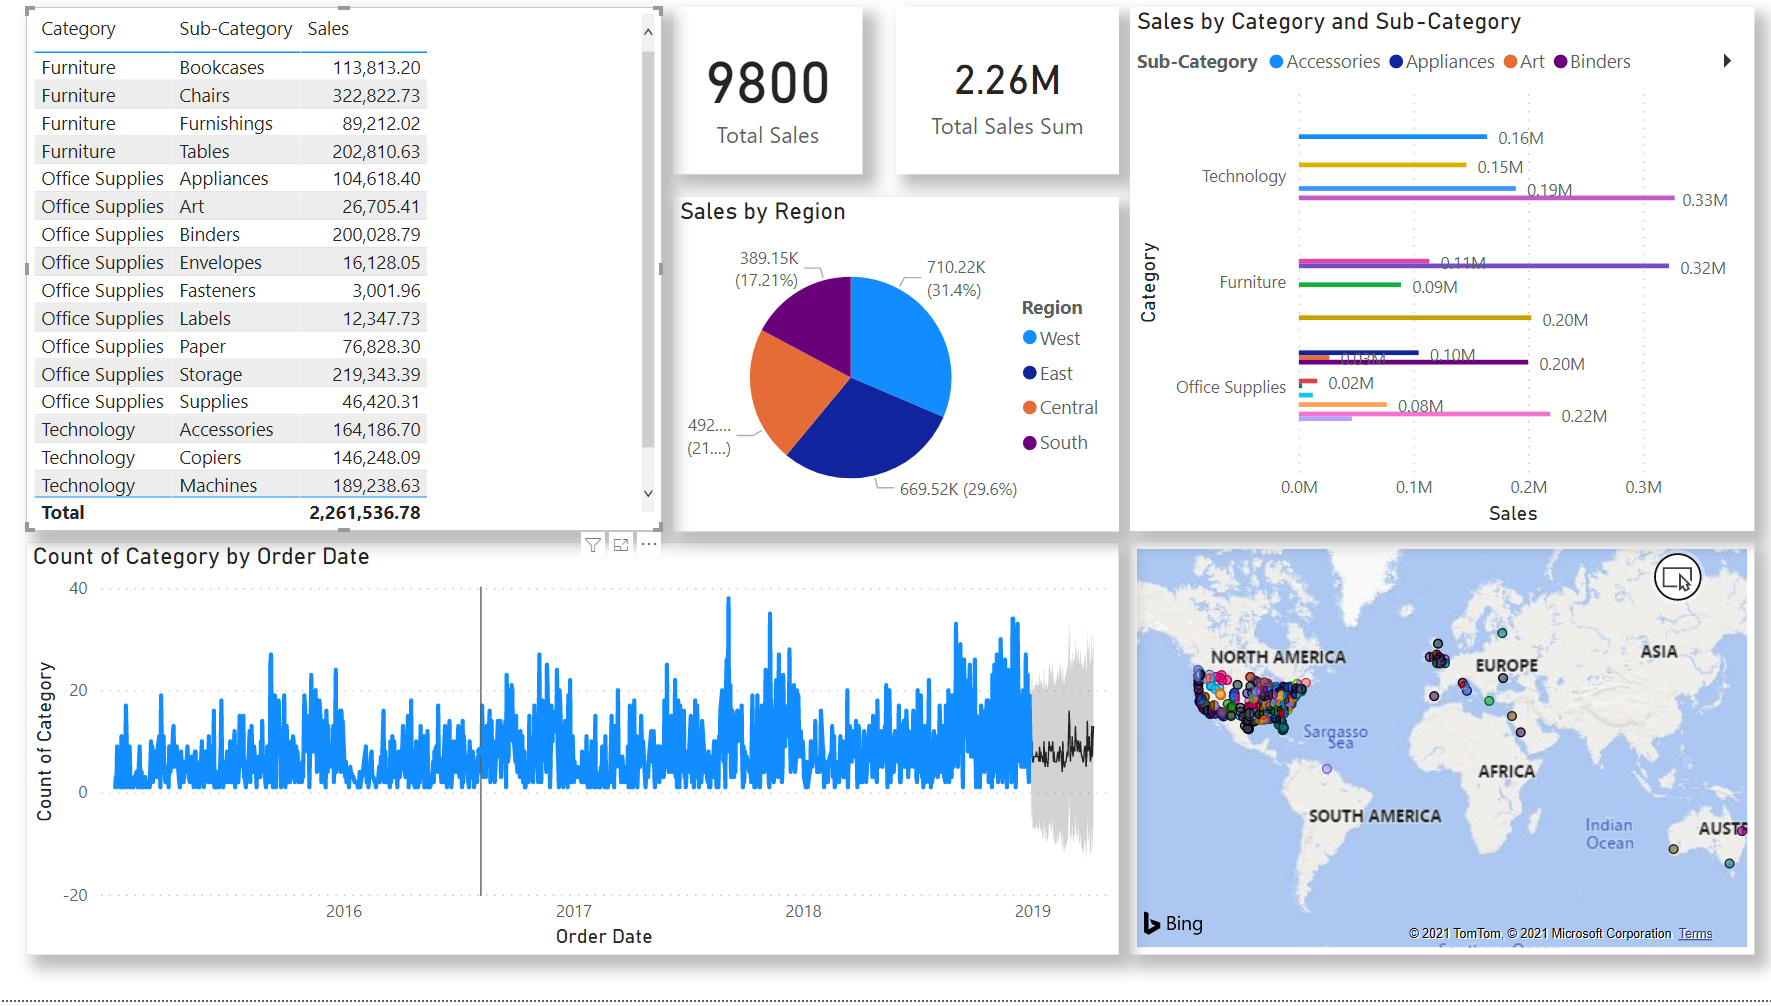 Category Sub-Category Sales
Furniture Bookcases 113,813.20
Furniture Chairs 322,822.73
Furniture Furnishings 89,212.02
Furniture Tables 202,810.63
Office Supplies Appliances 104,618.40
Office Supplies Art 26,705.41
Office Supplies Binders 200,028.79
Office Supplies Envelopes 16,128.05
Office Supplies Fasteners 3,001.96
Office Supplies Labels 12,347.73
Office Supplies Paper 76,828.30
Office Supplies Storage 219,343.39
Office Supplies Supplies 46,420.31
Technology Accessories 164,186.70
Technology Copiers 146,248.09
Technology Machines 189,238.63
Total 2,261,536.78
9800
Total Sales
2.26M
Total Sales Sum
Sales by Region
389.15K
(17.21%)
710.22K
(31.4%)
492....
(21....)
669.52K (29.6%)
Region
West
East
Central
South
Sales by Category and Sub-Category
Sub-Category Accessories Appliances Art Binders
Category
Technology
0.16M
0.15M
0.19M
0.33M
Furniture
0.11M
0.32M
0.09M
0.20M
Office Supplies
0.10M
0.03M
0.20M
0.02M
0.08M
0.22M
0.0M 0.1M 0.2M 0.3M
Sales
Count of Category by Order Date
Count of Category
40
20
0
-20
2016 2017 2018 2019
Order Date
NORTH AMERICA
EUROPE
ASIA
Sargasso
Sea
AFRICA
SOUTH AMERICA
Indian
Ocean
AUST
Bing
© 2021 TomTom, © 2021 Microsoft Corporation Terms